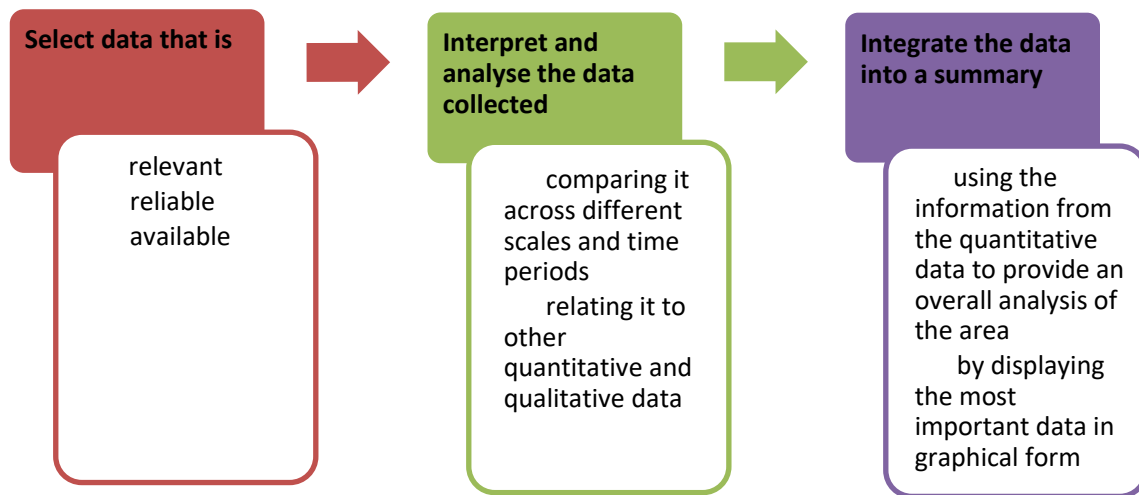 Select data that is
relevant
reliable
available
Interpret and
analyse the data
collected
comparing it
across different
scales and time
periods
relating it to
other
quantitative and
qualitative data
Integrate the data
into a summary
using the
information from
the quantitative
data to provide an
overall analysis of
the area
by displaying
the most
important data in
graphical form